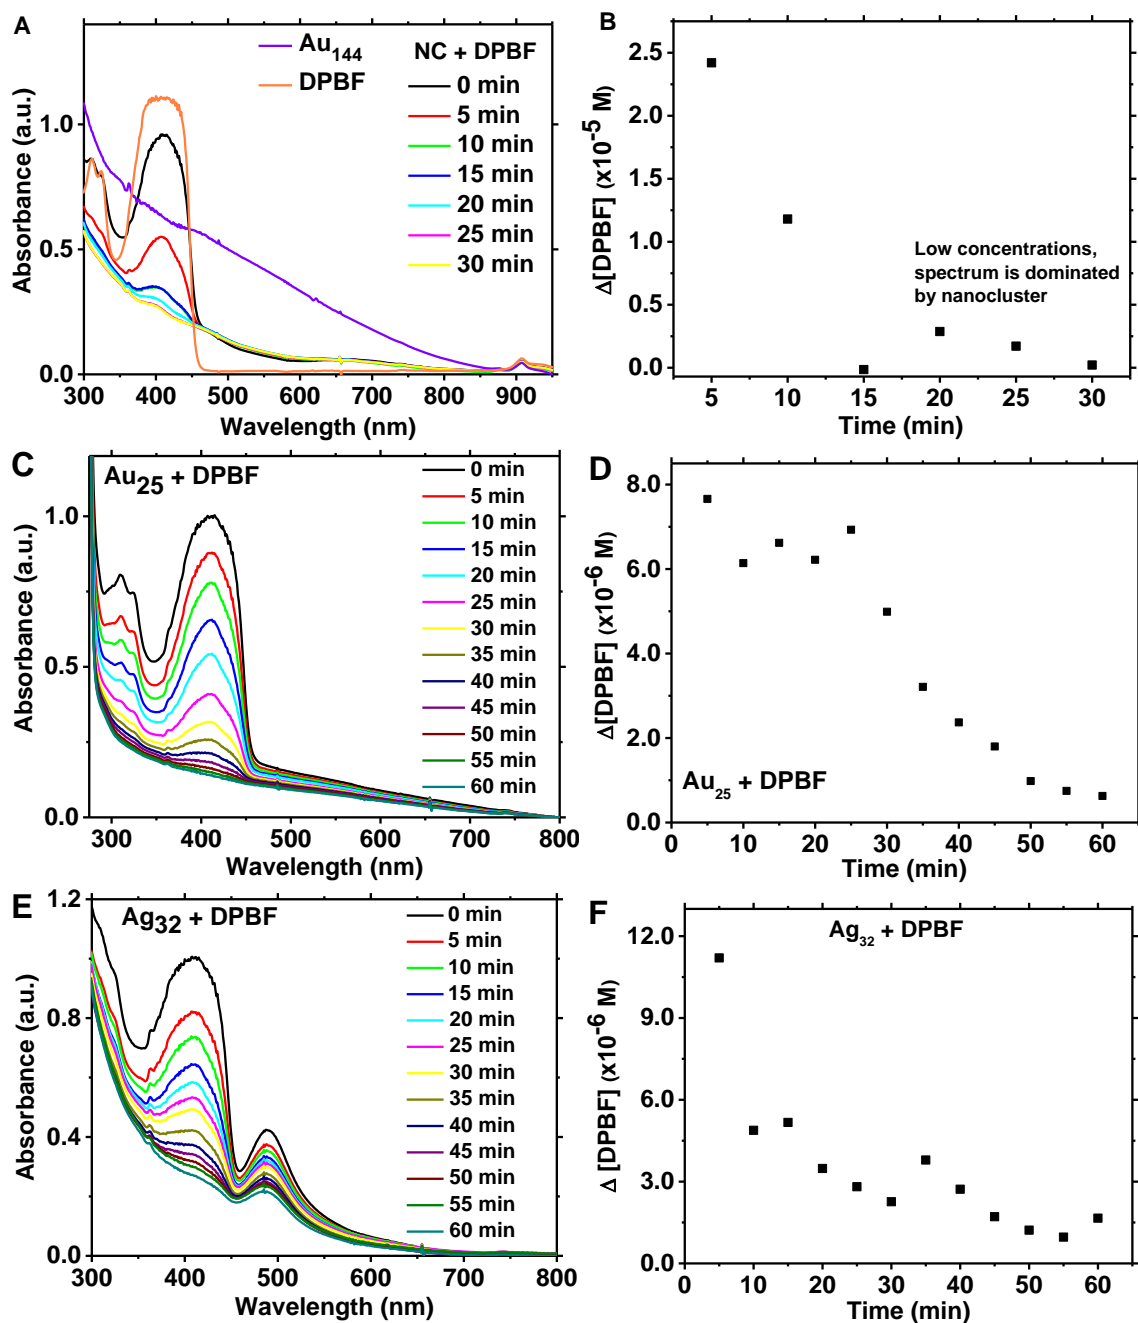 A
Au144
DPBF
NC + DPBF
0 min
5 min
10 min
15 min
20 min
25 min
30 min
Absorbance (a.u.)
1.0
0.5
0.0
300 400 500 600 700 800 900
Wavelength (nm)
B
Δ[DPBF] (x10-5 M)
2.5
2.0
1.5
1.0
0.5
0.0
Low concentrations,
spectrum is dominated
by nanocluster
5 10 15 20 25 30
Time (min)
C
Au25 + DPBF
0 min
5 min
10 min
15 min
20 min
25 min
30 min
35 min
40 min
45 min
50 min
55 min
60 min
Absorbance (a.u.)
1.0
0.5
0.0
300 400 500 600 700 800
Wavelength (nm)
D
Δ[DPBF] (x10-6 M)
8.0
6.0
4.0
2.0
0.0
Au25 + DPBF
10 20 30 40 50 60
Time (min)
E
Ag32 + DPBF
0 min
5 min
10 min
15 min
20 min
25 min
30 min
35 min
40 min
45 min
50 min
55 min
60 min
Absorbance (a.u.)
1.2
0.8
0.4
0.0
300 400 500 600 700 800
Wavelength (nm)
F
Ag32 + DPBF
Δ [DPBF] (x10-6 M)
12.0
9.0
6.0
3.0
0.0
0 10 20 30 40 50 60
Time (min)